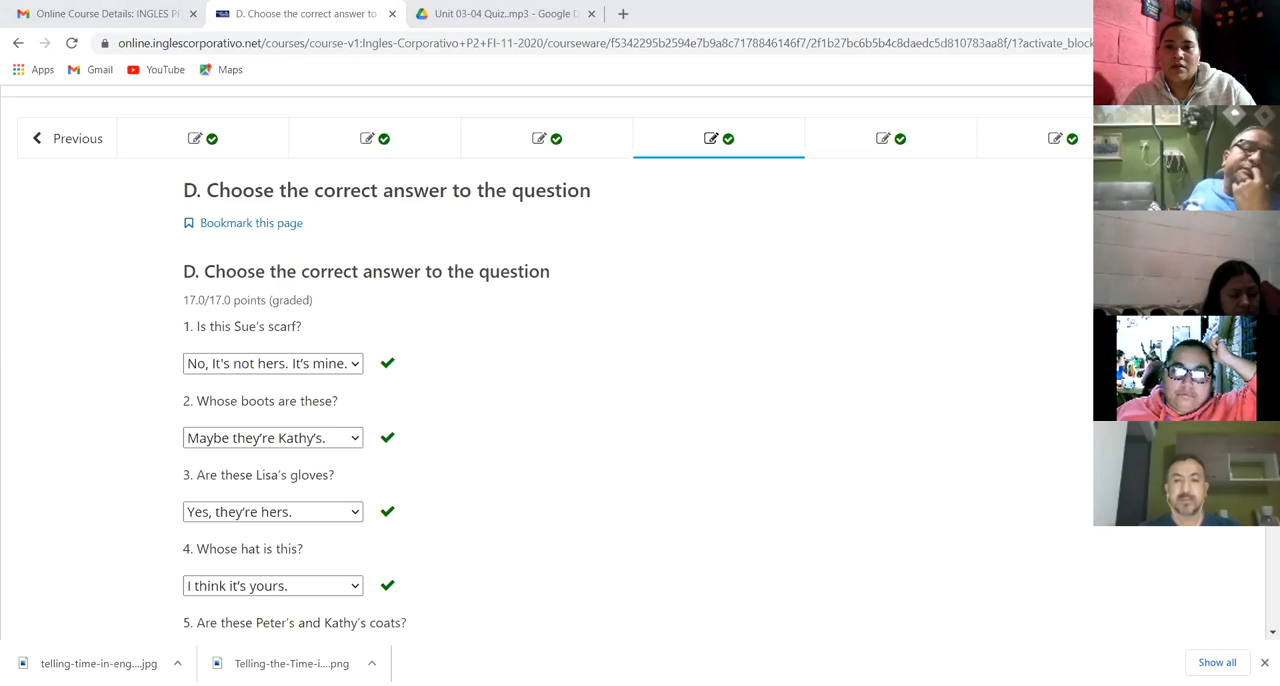 Online Course Details: INGLES P
D. Choose the correct answer to
Unit 03-04 Quiz..mp3 - Google D
online.inglescorporativo.net/courses/course-v1:Ingles-Corporativo+P2+FI-11-2020/courseware/f5342295b2594e7b9a8c7178846146f7/2f1b27bc6b5b4c8daedc5d810783aa8f/1?activate_block
Apps Gmail YouTube Maps
Previous
D. Choose the correct answer to the question
Bookmark this page
D. Choose the correct answer to the question
17.0/17.0 points (graded)
1. Is this Sue's scarf?
No, It's not hers. It's mine.
2. Whose boots are these?
Maybe they're Kathy's.
3. Are these Lisa's gloves?
Yes, they're hers.
4. Whose hat is this?
I think it's yours.
5. Are these Peter's and Kathy's coats?
telling-time-in-eng....jpg
Telling-the-Time-i....png
Show all